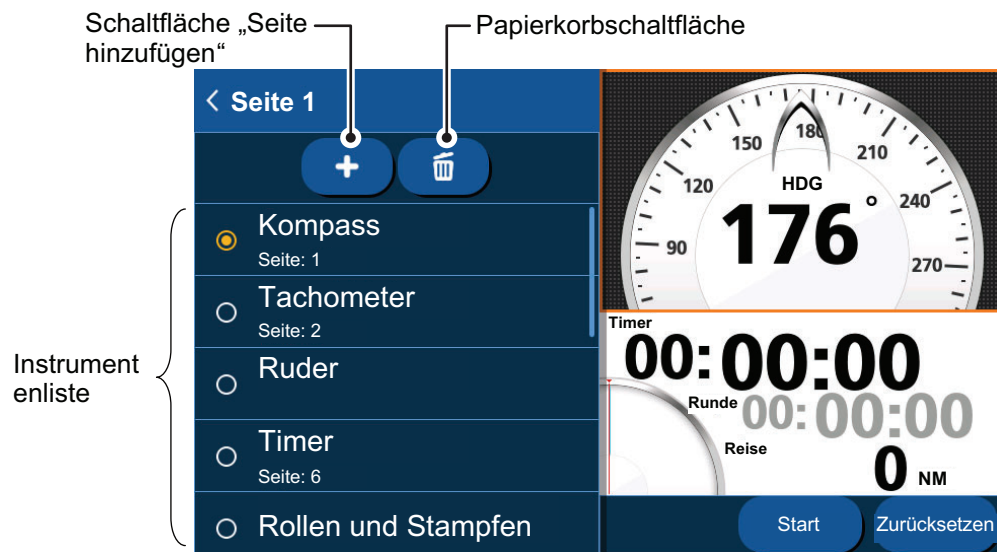 Schaltfläche „Seite
hinzufügen“
Papierkorbschaltfläche
Seite 1
Kompass
Seite: 1
Tachometer
Seite: 2
Ruder
Timer
Seite: 6
Rollen und Stampfen
Instrument
enliste
90
120
150
180
210
240
270
HDG
176°
Timer
00:00:00
Runde
00:00:00
Reise
0 NM
Start
Zurücksetzen